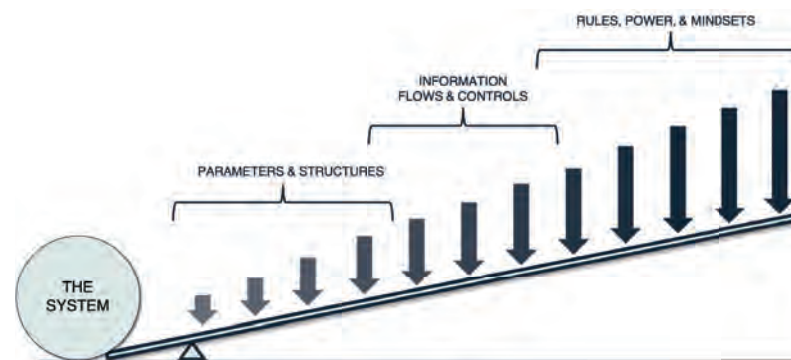 RULES, POWER, & MINDSETS
INFORMATION
FLOWS & CONTROLS
PARAMETERS & STRUCTURES
THE
SYSTEM